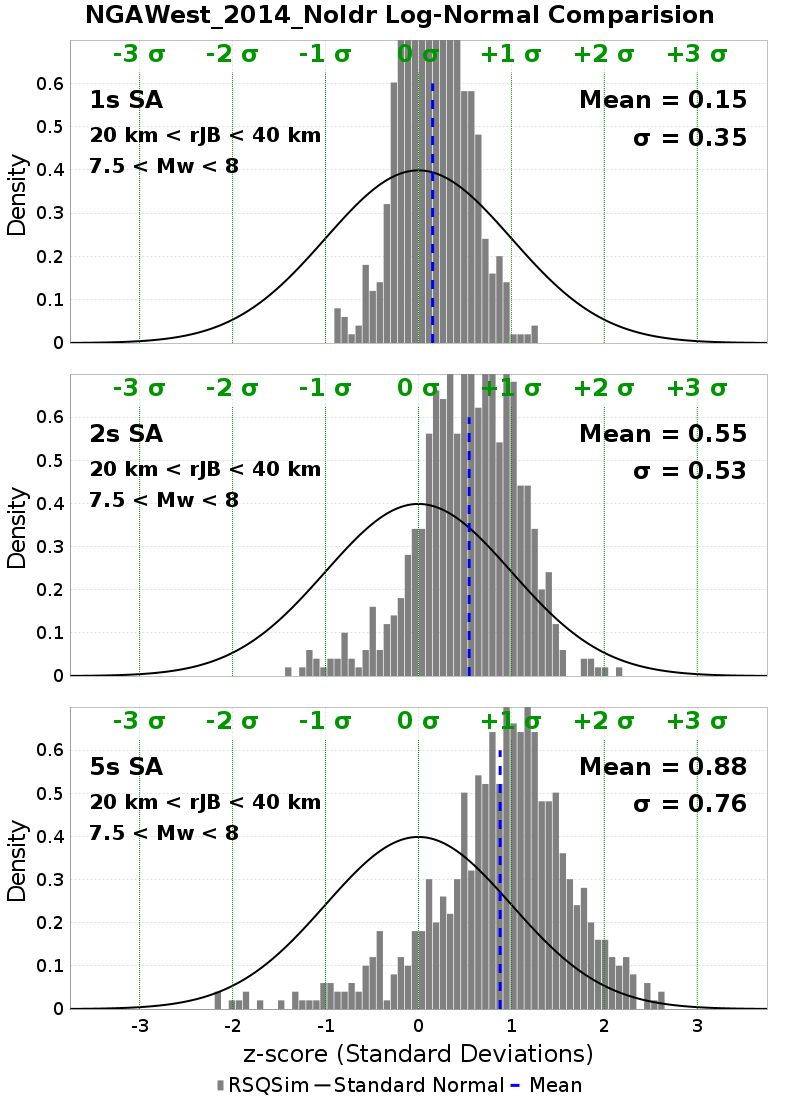 NGAWest_2014_NoIdr Log-Normal Comparision
-3 σ -2 σ -1 σ 0 σ +1 σ +2 σ +3 σ
1s SA
20 km < rJB < 40 km
7.5 < Mw < 8
Mean = 0.15
σ = 0.35
Density
0.6
0.5
0.4
0.3
0.2
0.1
0
-3 σ -2 σ -1 σ 0 σ +1 σ +2 σ +3 σ
2s SA
20 km < rJB < 40 km
7.5 < Mw < 8
Mean = 0.55
σ = 0.53
Density
0.6
0.5
0.4
0.3
0.2
0.1
0
-3 σ -2 σ -1 σ 0 σ +1 σ +2 σ +3 σ
5s SA
20 km < rJB < 40 km
7.5 < Mw < 8
Mean = 0.88
σ = 0.76
Density
0.6
0.5
0.4
0.3
0.2
0.1
0
-3 -2 -1 0 1 2 3
z-score (Standard Deviations)
RSQSim Standard Normal Mean